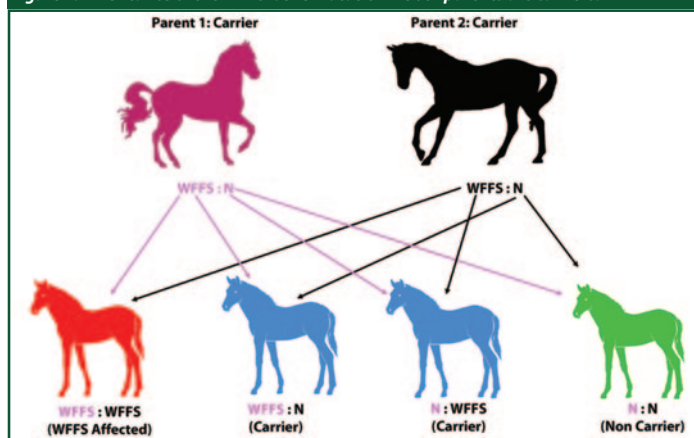 Parent 1: Carrier
Parent 2: Carrier
WFFS : N
WFFS : N
WFFS : WFFS
(WFFS Affected)
WFFS : N
(Carrier)
N : WFFS
(Carrier)
N : N
(Non Carrier)